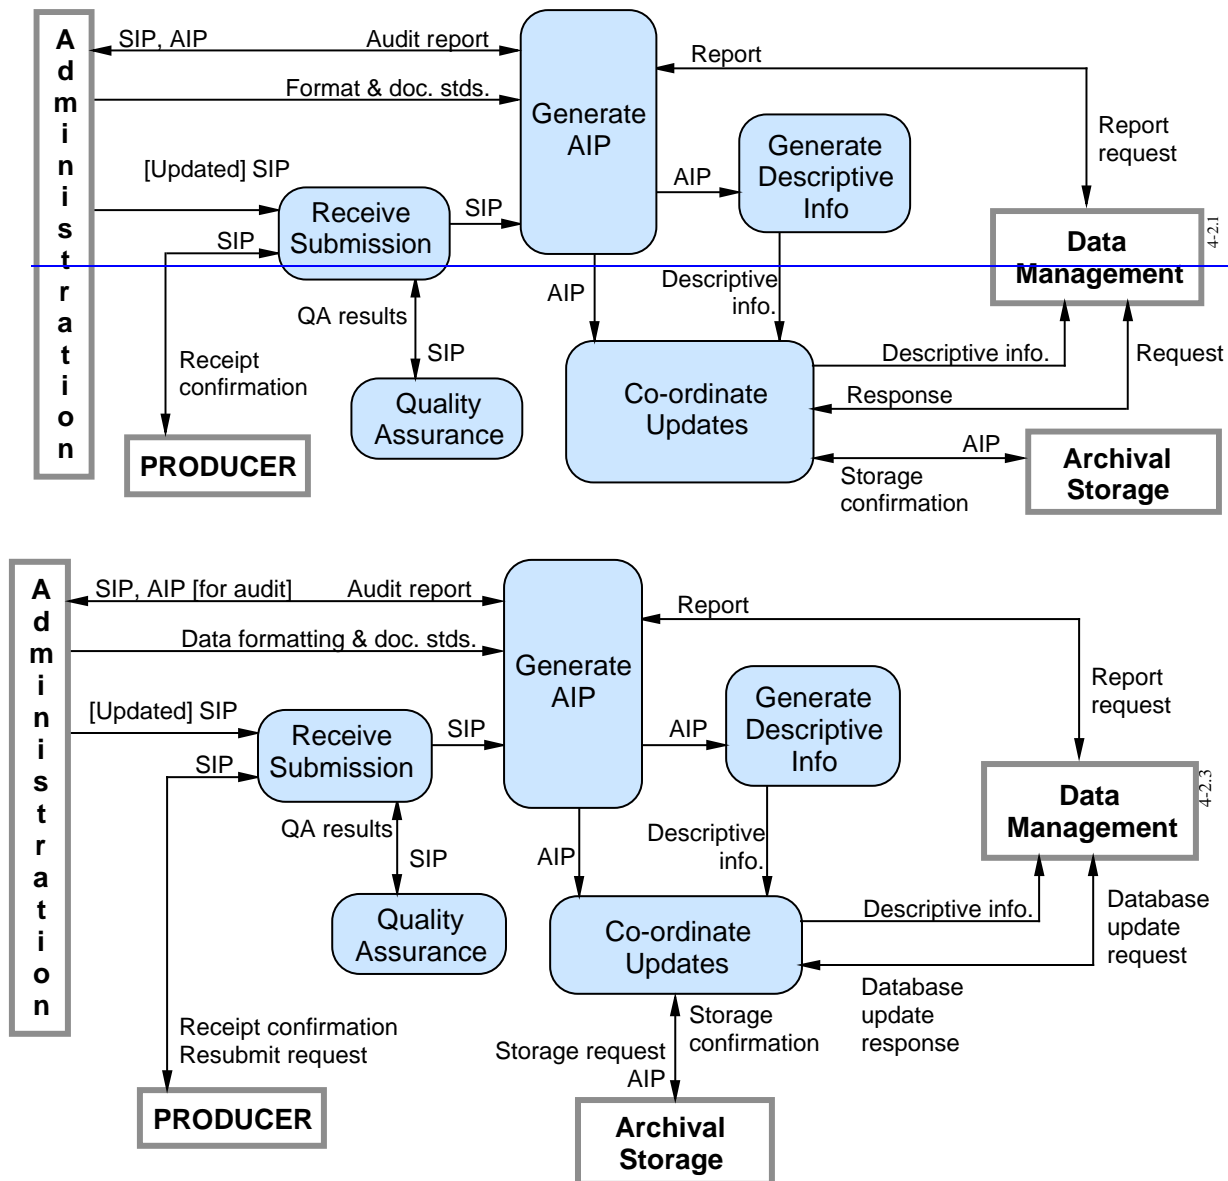 Administration
SIP, AIP
Audit report
Format & doc. stds.
[Updated] SIP
SIP
Receive
Submission
SIP
Generate
AIP
Report
Report
request
AIP
Generate
Descriptive
Info
Data
Management
4-2.1
QA results
SIP
Quality
Assurance
Receipt
confirmation
PRODUCER
AIP
Descriptive
info.
Co-ordinate
Updates
Descriptive info.
Request
Response
AIP
Storage
confirmation
Archival
Storage
Administration
SIP, AIP [for audit]
Audit report
Data formatting & doc. stds.
[Updated] SIP
SIP
Receive
Submission
SIP
Generate
AIP
Report
Report
request
AIP
Generate
Descriptive
Info
Data
Management
4-2.3
QA results
SIP
Quality
Assurance
AIP
Descriptive
info.
Co-ordinate
Updates
Descriptive info.
Database
update
request
Database
update
response
Receipt confirmation
Resubmit request
PRODUCER
Storage
confirmation
Storage request
AIP
Archival
Storage